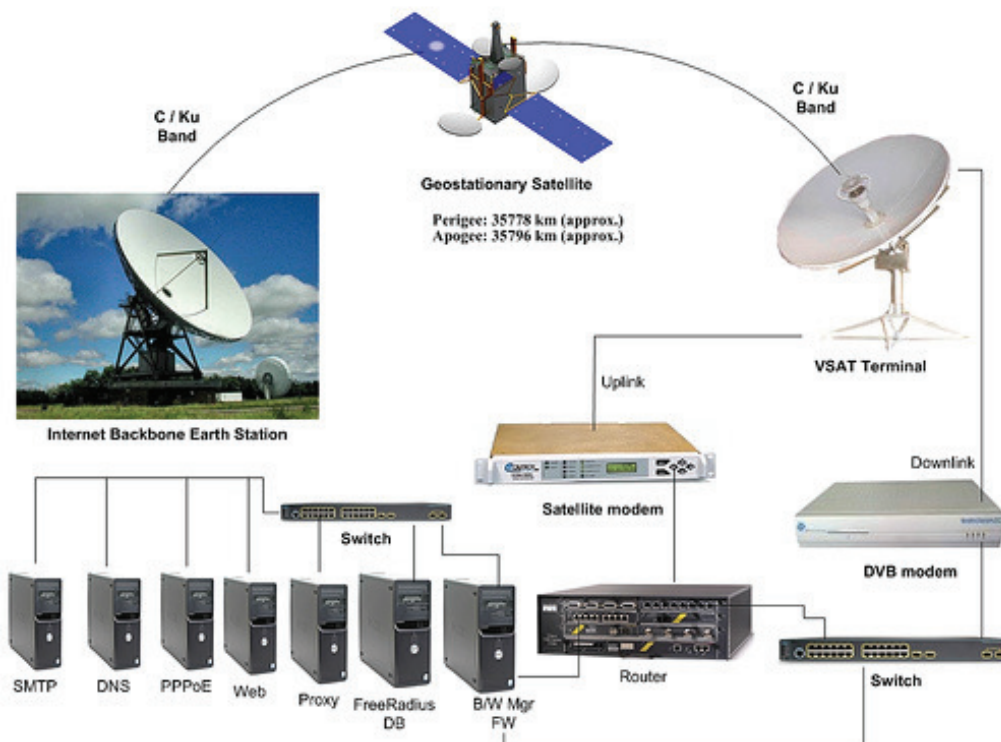 C / Ku
Band
C / Ku
Band
Geostationary Satellite
Perigee: 35778 km (approx.)
Apogee: 35796 km (approx.)
VSAT Terminal
Uplink
Internet Backbone Earth Station
Downlink
Satellite modem
Switch
DVB modem
SMTP
DNS
PPPoE
Web
Proxy
FreeRadius
DB
B/W Mgr
FW
Router
Switch